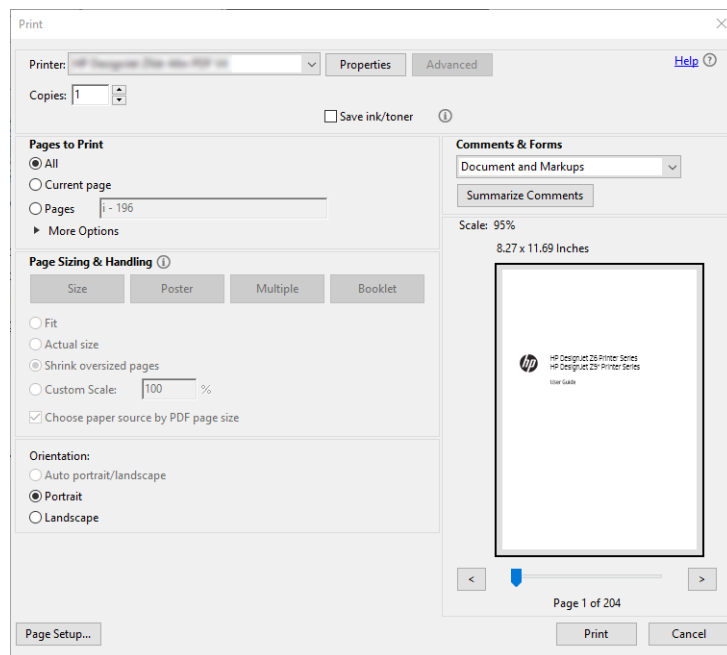 Print
Printer:
Properties
Advanced
Help
Copies: 1
Save ink/toner
Pages to Print
All
Current page
Pages i - 196
More Options
Comments & Forms
Document and Markups
Summarize Comments
Scale: 95%
8.27 x 11.69 Inches
Page Sizing & Handling
Size
Poster
Multiple
Booklet
Fit
Actual size
Shrink oversized pages
Custom Scale: 100 %
Choose paper source by PDF page size
hp
HP DesignJet Z6 Printer Series
HP DesignJet Z9⁺ Printer Series
User Guide
Orientation:
Auto portrait/landscape
Portrait
Landscape
<
>
Page 1 of 204
Page Setup...
Print
Cancel